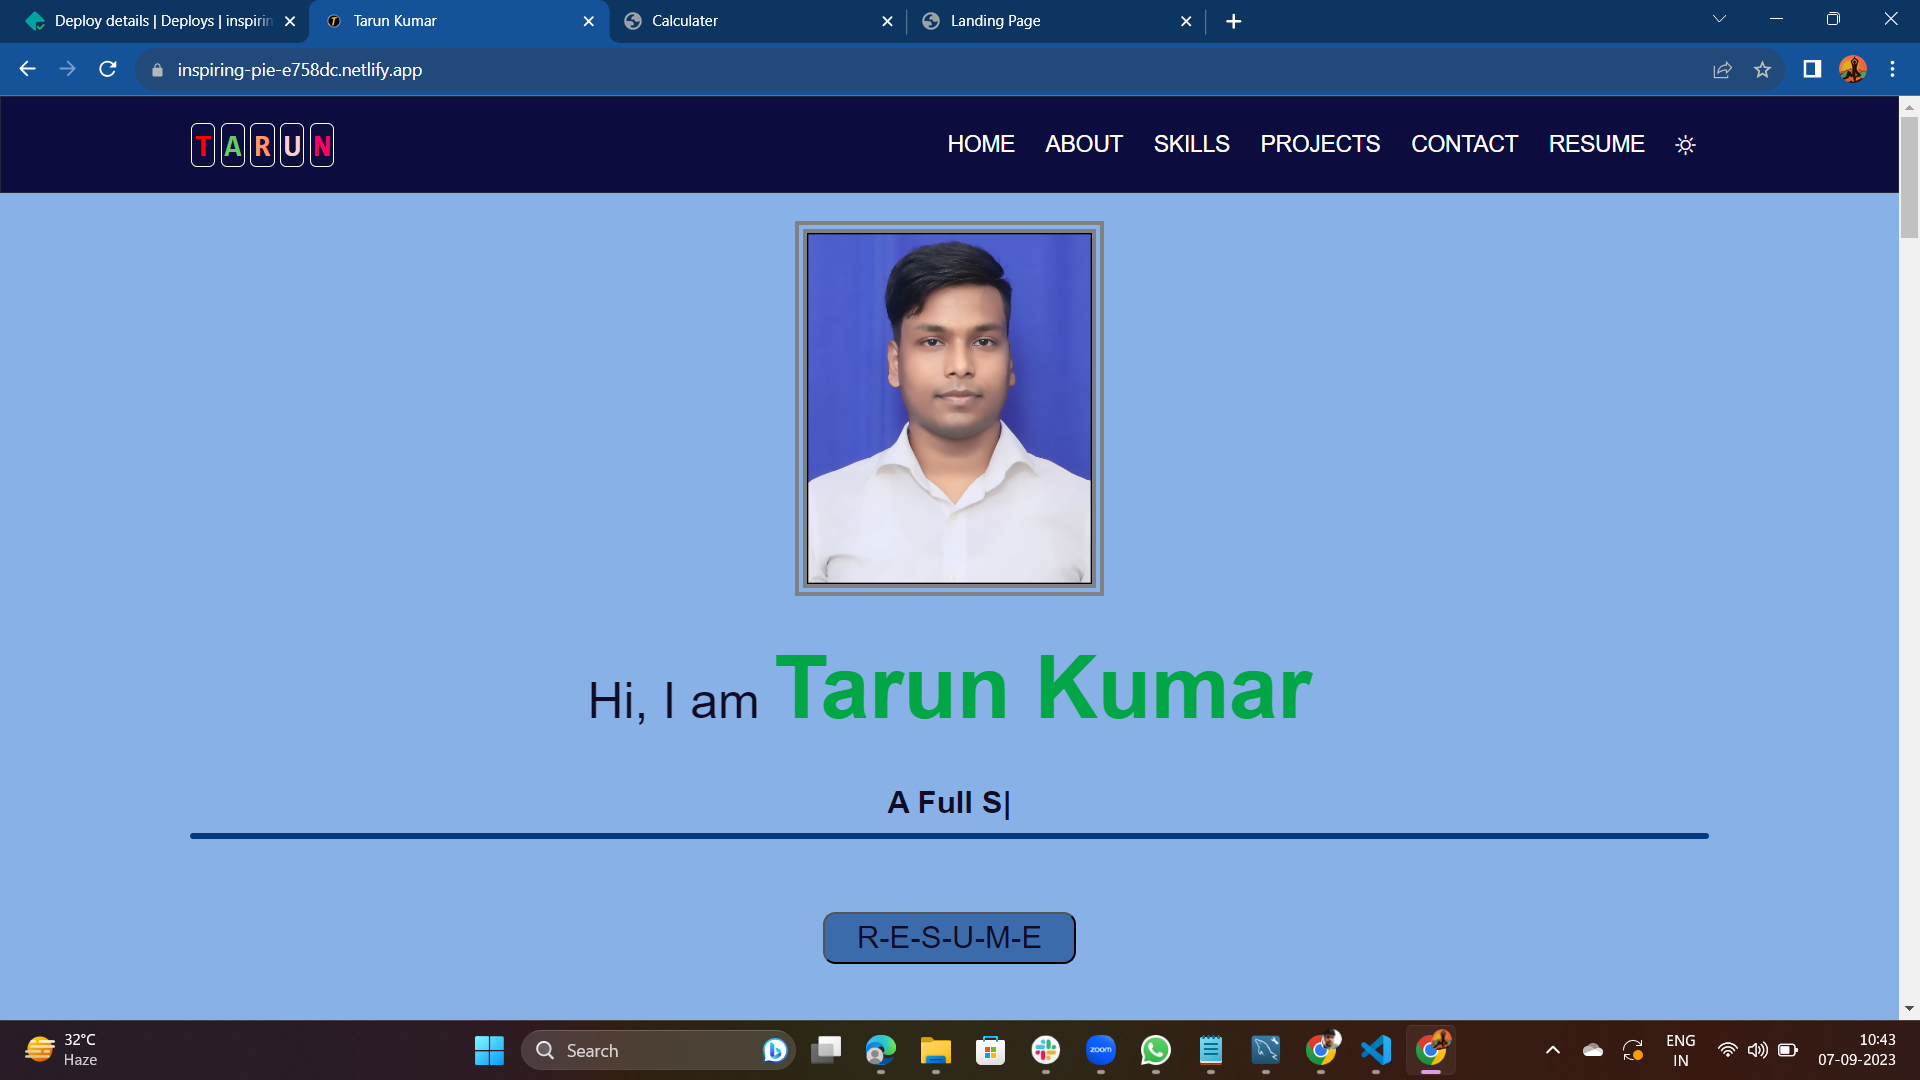 Deploy details | Deploys | inspirin
Tarun Kumar
Calculater
Landing Page
inspiring-pie-e758dc.netlify.app
TARUN
HOME ABOUT SKILLS PROJECTS CONTACT RESUME
Hi, I am Tarun Kumar
A Full S|
R-E-S-U-M-E
32°C
Haze
Search
zoom
ENG
IN
10:43
07-09-2023